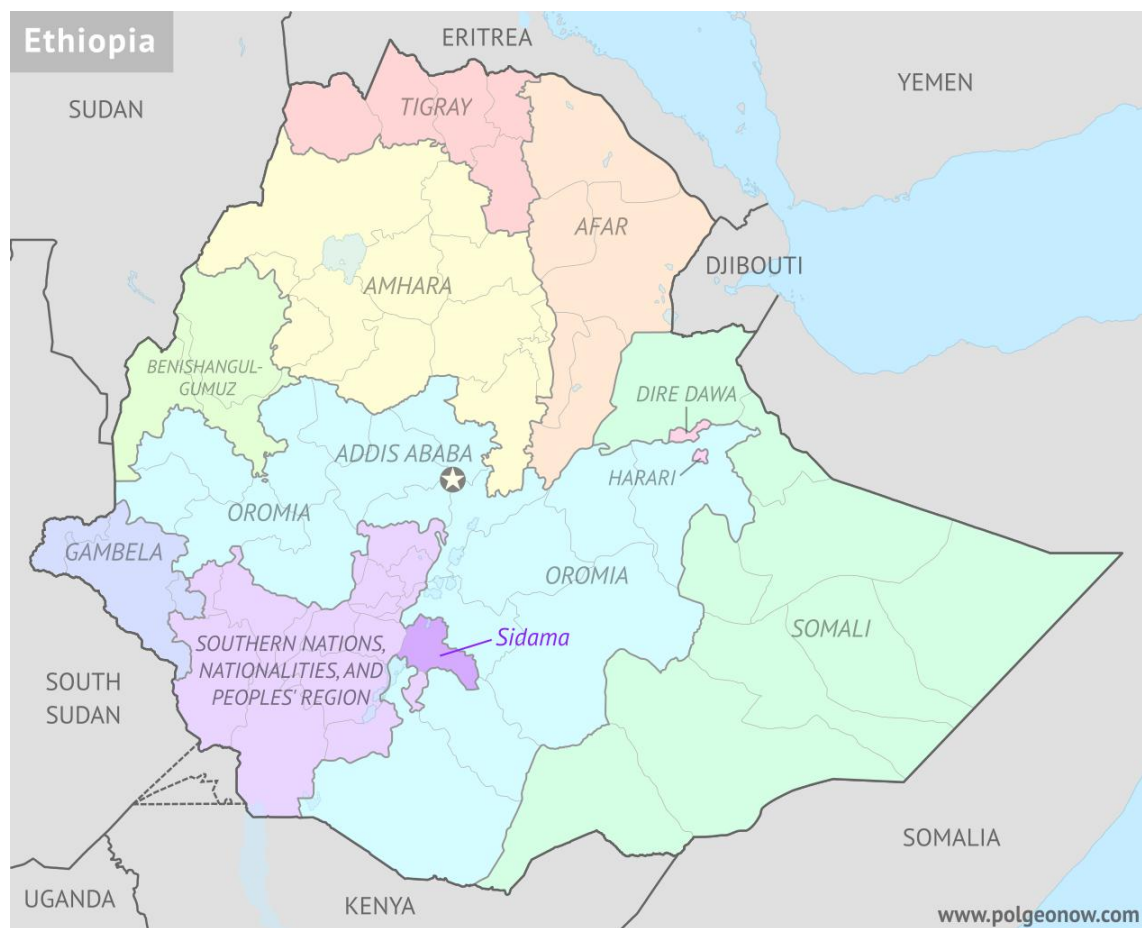 Ethiopia
ERITREA
YEMEN
SUDAN
TIGRAY
AFAR
DJIBOUTI
AMHARA
BENISHANGUL-
GUMUZ
DIRE DAWA
ADDIS ABABA
HARARI
OROMIA
GAMBELA
OROMIA
SOMALI
Sidama
SOUTHERN NATIONS,
NATIONALITIES, AND
PEOPLES' REGION
SOUTH
SUDAN
SOMALIA
UGANDA
KENYA
www.polgeonow.com